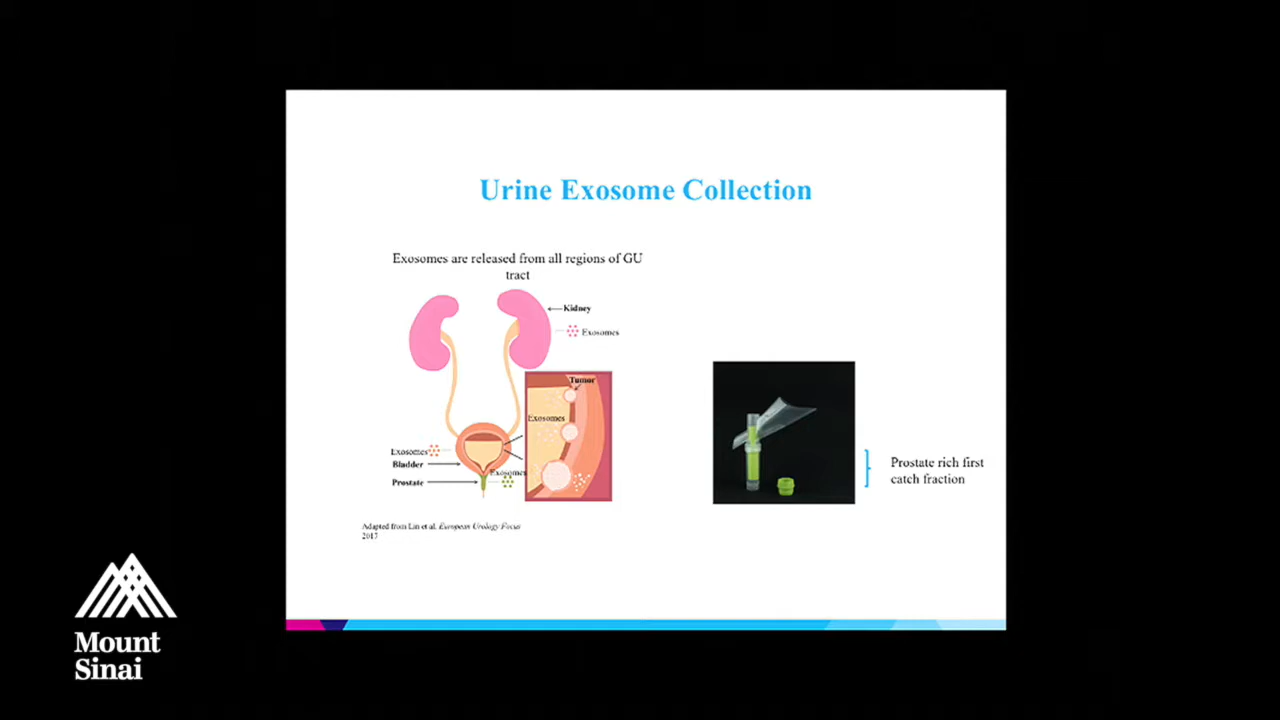 Urine Exosome Collection
Exosomes are released from all regions of GU
tract
Kidney
Exosomes
Tumor
Exosomes
Exosomes
Bladder
Exosomes
Prostate
Prostate rich first
catch fraction
Adapted from Lin et al. European Urology Focus
2017
Mount
Sinai